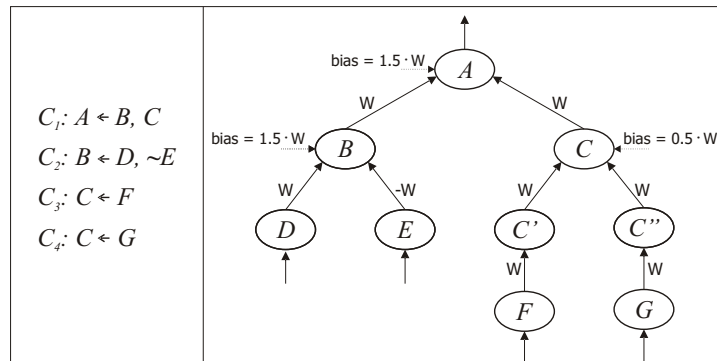 C₁: A ← B, C
C₂: B ← D, ~E
C₃: C ← F
C₄: C ← G
bias = 1.5 · W
A
W
W
bias = 1.5 · W
B
C
bias = 0.5 · W
W
-W
W
W
D
E
C'
C''
W
W
F
G